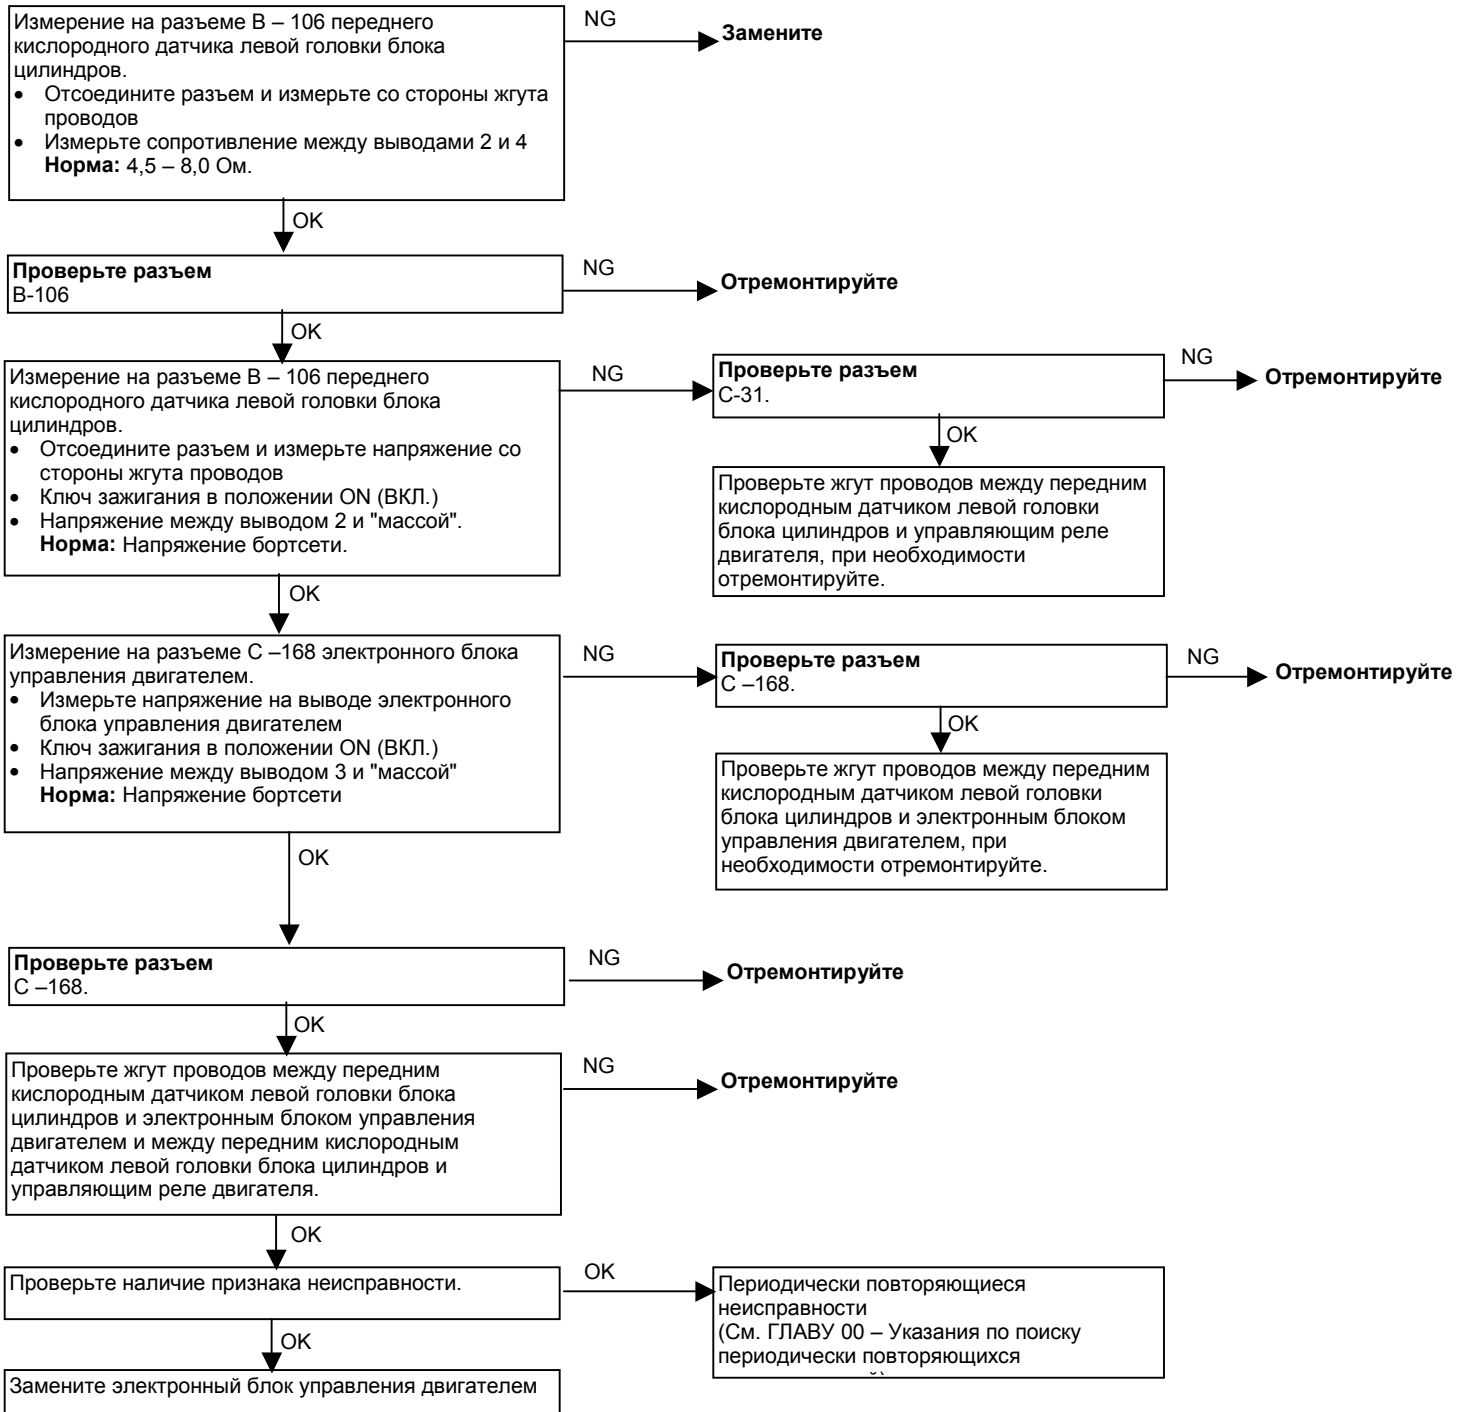 Измерение на разъеме В – 106 переднего
кислородного датчика левой головки блока
цилиндров.
• Отсоедините разъем и измерьте со стороны жгута
проводов
• Измерьте сопротивление между выводами 2 и 4
Норма: 4,5 – 8,0 Ом.
NG
Замените
OK
Проверьте разъем
В-106
NG
Отремонтируйте
OK
Измерение на разъеме В – 106 переднего
кислородного датчика левой головки блока
цилиндров.
• Отсоедините разъем и измерьте напряжение со
стороны жгута проводов
• Ключ зажигания в положении ON (ВКЛ.)
• Напряжение между выводом 2 и "массой".
Норма: Напряжение бортсети.
NG
Проверьте разъем
С-31.
NG
Отремонтируйте
OK
Проверьте жгут проводов между передним
кислородным датчиком левой головки
блока цилиндров и управляющим реле
двигателя, при необходимости
отремонтируйте.
OK
Измерение на разъеме С –168 электронного блока
управления двигателем.
• Измерьте напряжение на выводе электронного
блока управления двигателем
• Ключ зажигания в положении ON (ВКЛ.)
• Напряжение между выводом 3 и "массой"
Норма: Напряжение бортсети
NG
Проверьте разъем
С –168.
NG
Отремонтируйте
OK
Проверьте жгут проводов между передним
кислородным датчиком левой головки
блока цилиндров и электронным блоком
управления двигателем, при
необходимости отремонтируйте.
OK
Проверьте разъем
С –168.
NG
Отремонтируйте
OK
Проверьте жгут проводов между передним
кислородным датчиком левой головки блока
цилиндров и электронным блоком управления
двигателем и между передним кислородным
датчиком левой головки блока цилиндров и
управляющим реле двигателя.
NG
Отремонтируйте
OK
Проверьте наличие признака неисправности.
OK
Периодически повторяющиеся
неисправности
(См. ГЛАВУ 00 – Указания по поиску
периодически повторяющихся
OK
Замените электронный блок управления двигателем